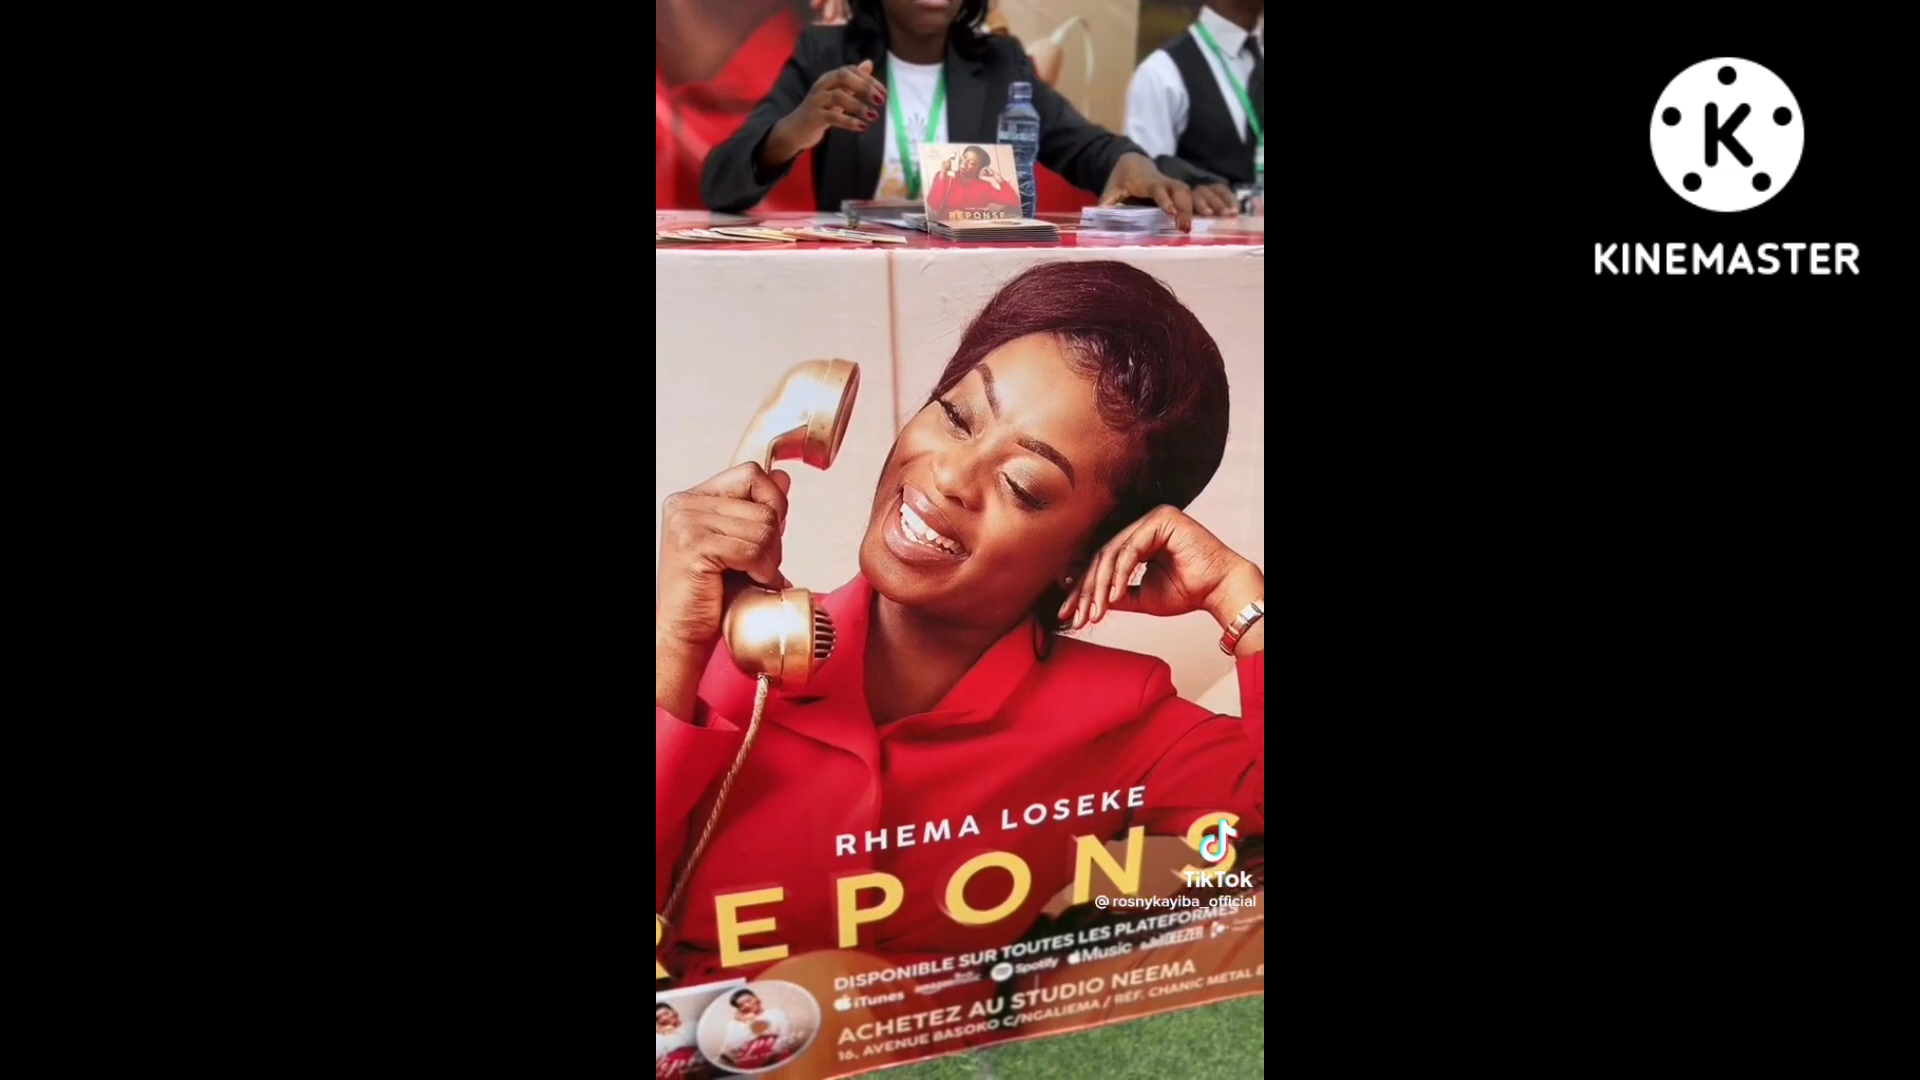 KINEMASTER
REPONSE
RHEMA LOSEKE
REPONS
TikTok
@rosnykayiba_official
DISPONIBLE SUR TOUTES LES PLATEFORMES
iTunes
Spotify
Music
DEEZER
ACHETEZ AU STUDIO NEEMA
16, AVENUE BASOKO C/NGALIEMA / RÉF. CHANIC METAL